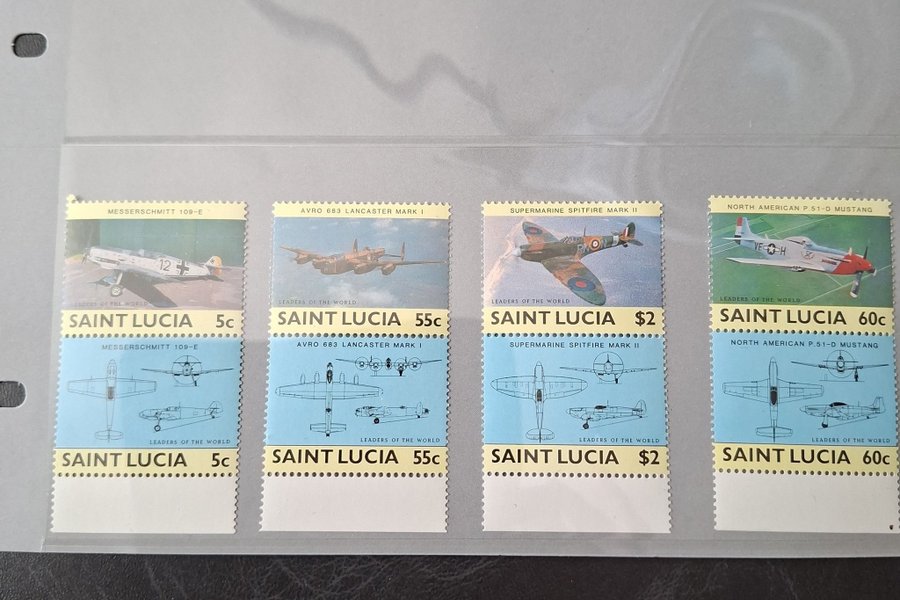 MESSERSCHMITT 109-E
12
LEADERS OF THE WORLD
SAINT LUCIA 5c
MESSERSCHMITT 109-E
LEADERS OF THE WORLD
SAINT LUCIA 5c
AVRO 683 LANCASTER MARK I
LEADERS OF THE WORLD
SAINT LUCIA 55c
AVRO 683 LANCASTER MARK I
LEADERS OF THE WORLD
SAINT LUCIA 55c
SUPERMARINE SPITFIRE MARK II
LEADERS OF THE WORLD
SAINT LUCIA $2
SUPERMARINE SPITFIRE MARK II
LEADERS OF THE WORLD
SAINT LUCIA $2
NORTH AMERICAN P.51-D MUSTANG
VF H
LEADERS OF THE WORLD
SAINT LUCIA 60c
NORTH AMERICAN P.51-D MUSTANG
LEADERS OF THE WORLD
SAINT LUCIA 60c